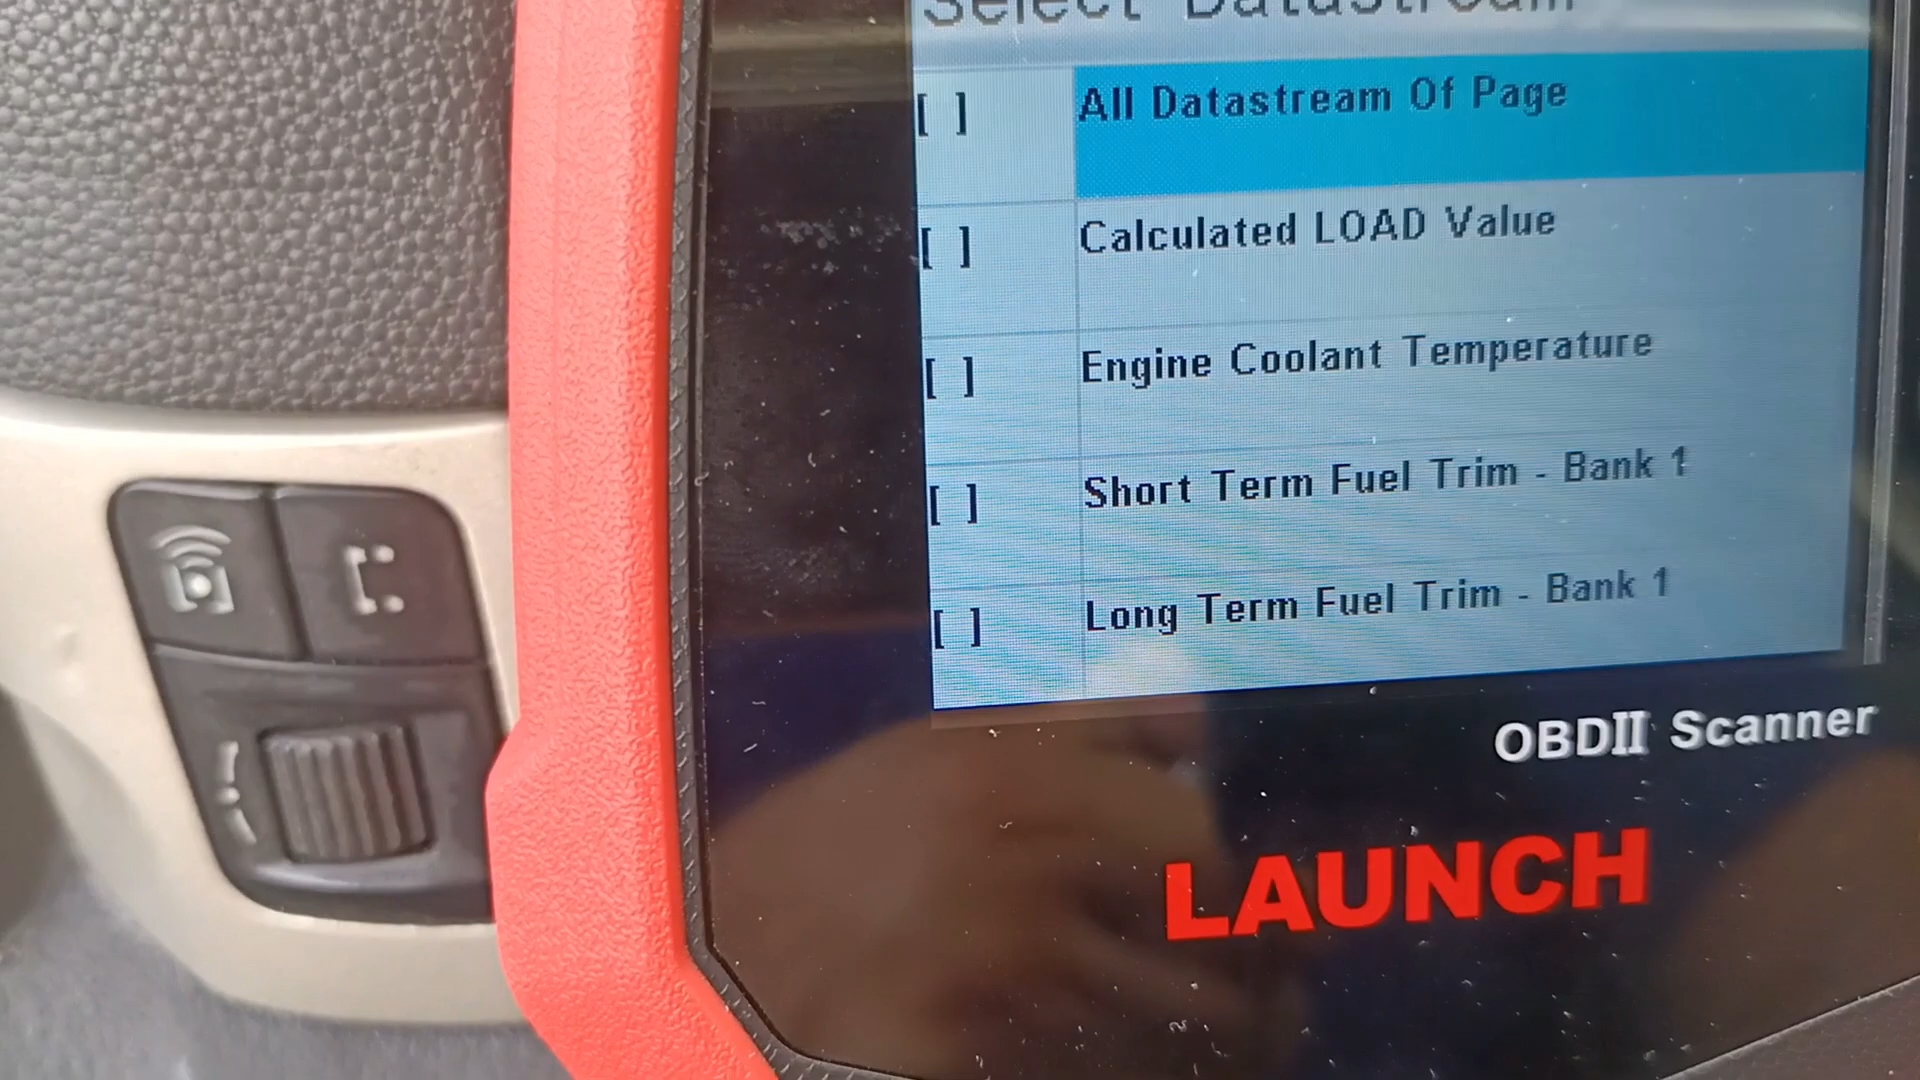 Select Datastream
[ ] All Datastream Of Page
[ ] Calculated LOAD Value
[ ] Engine Coolant Temperature
[ ] Short Term Fuel Trim - Bank 1
[ ] Long Term Fuel Trim - Bank 1
OBDII Scanner
LAUNCH